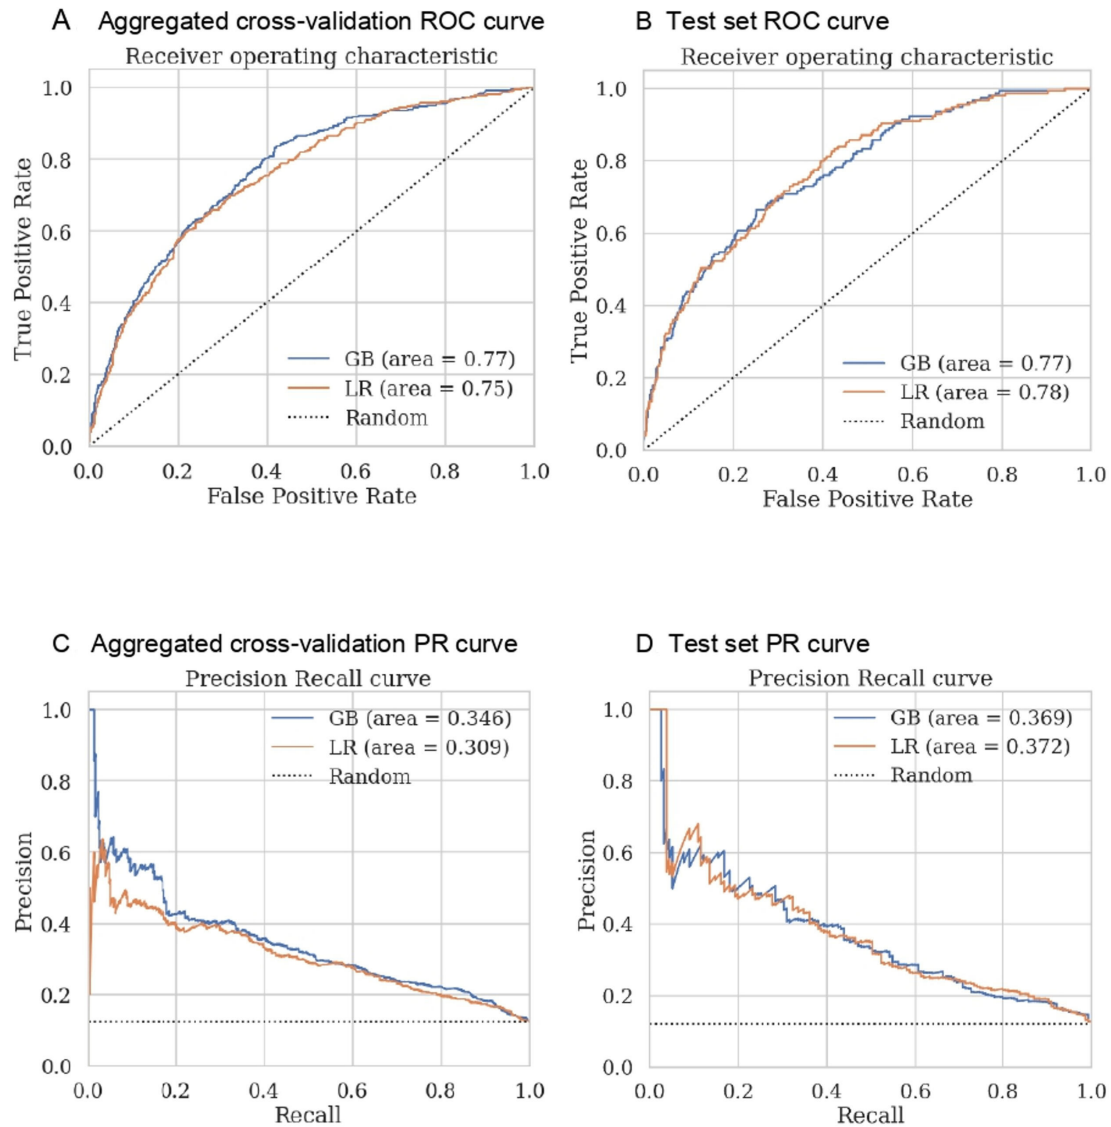 A Aggregated cross-validation ROC curve
Receiver operating characteristic
True Positive Rate
1.0
0.8
0.6
0.4
0.2
0.0
GB (area = 0.77)
LR (area = 0.75)
Random
0.0 0.2 0.4 0.6 0.8 1.0
False Positive Rate
B Test set ROC curve
Receiver operating characteristic
True Positive Rate
1.0
0.8
0.6
0.4
0.2
0.0
GB (area = 0.77)
LR (area = 0.78)
Random
0.0 0.2 0.4 0.6 0.8 1.0
False Positive Rate
C Aggregated cross-validation PR curve
Precision Recall curve
Precision
1.0
0.8
0.6
0.4
0.2
0.0
GB (area = 0.346)
LR (area = 0.309)
Random
0.0 0.2 0.4 0.6 0.8 1.0
Recall
D Test set PR curve
Precision Recall curve
Precision
1.0
0.8
0.6
0.4
0.2
0.0
GB (area = 0.369)
LR (area = 0.372)
Random
0.0 0.2 0.4 0.6 0.8 1.0
Recall